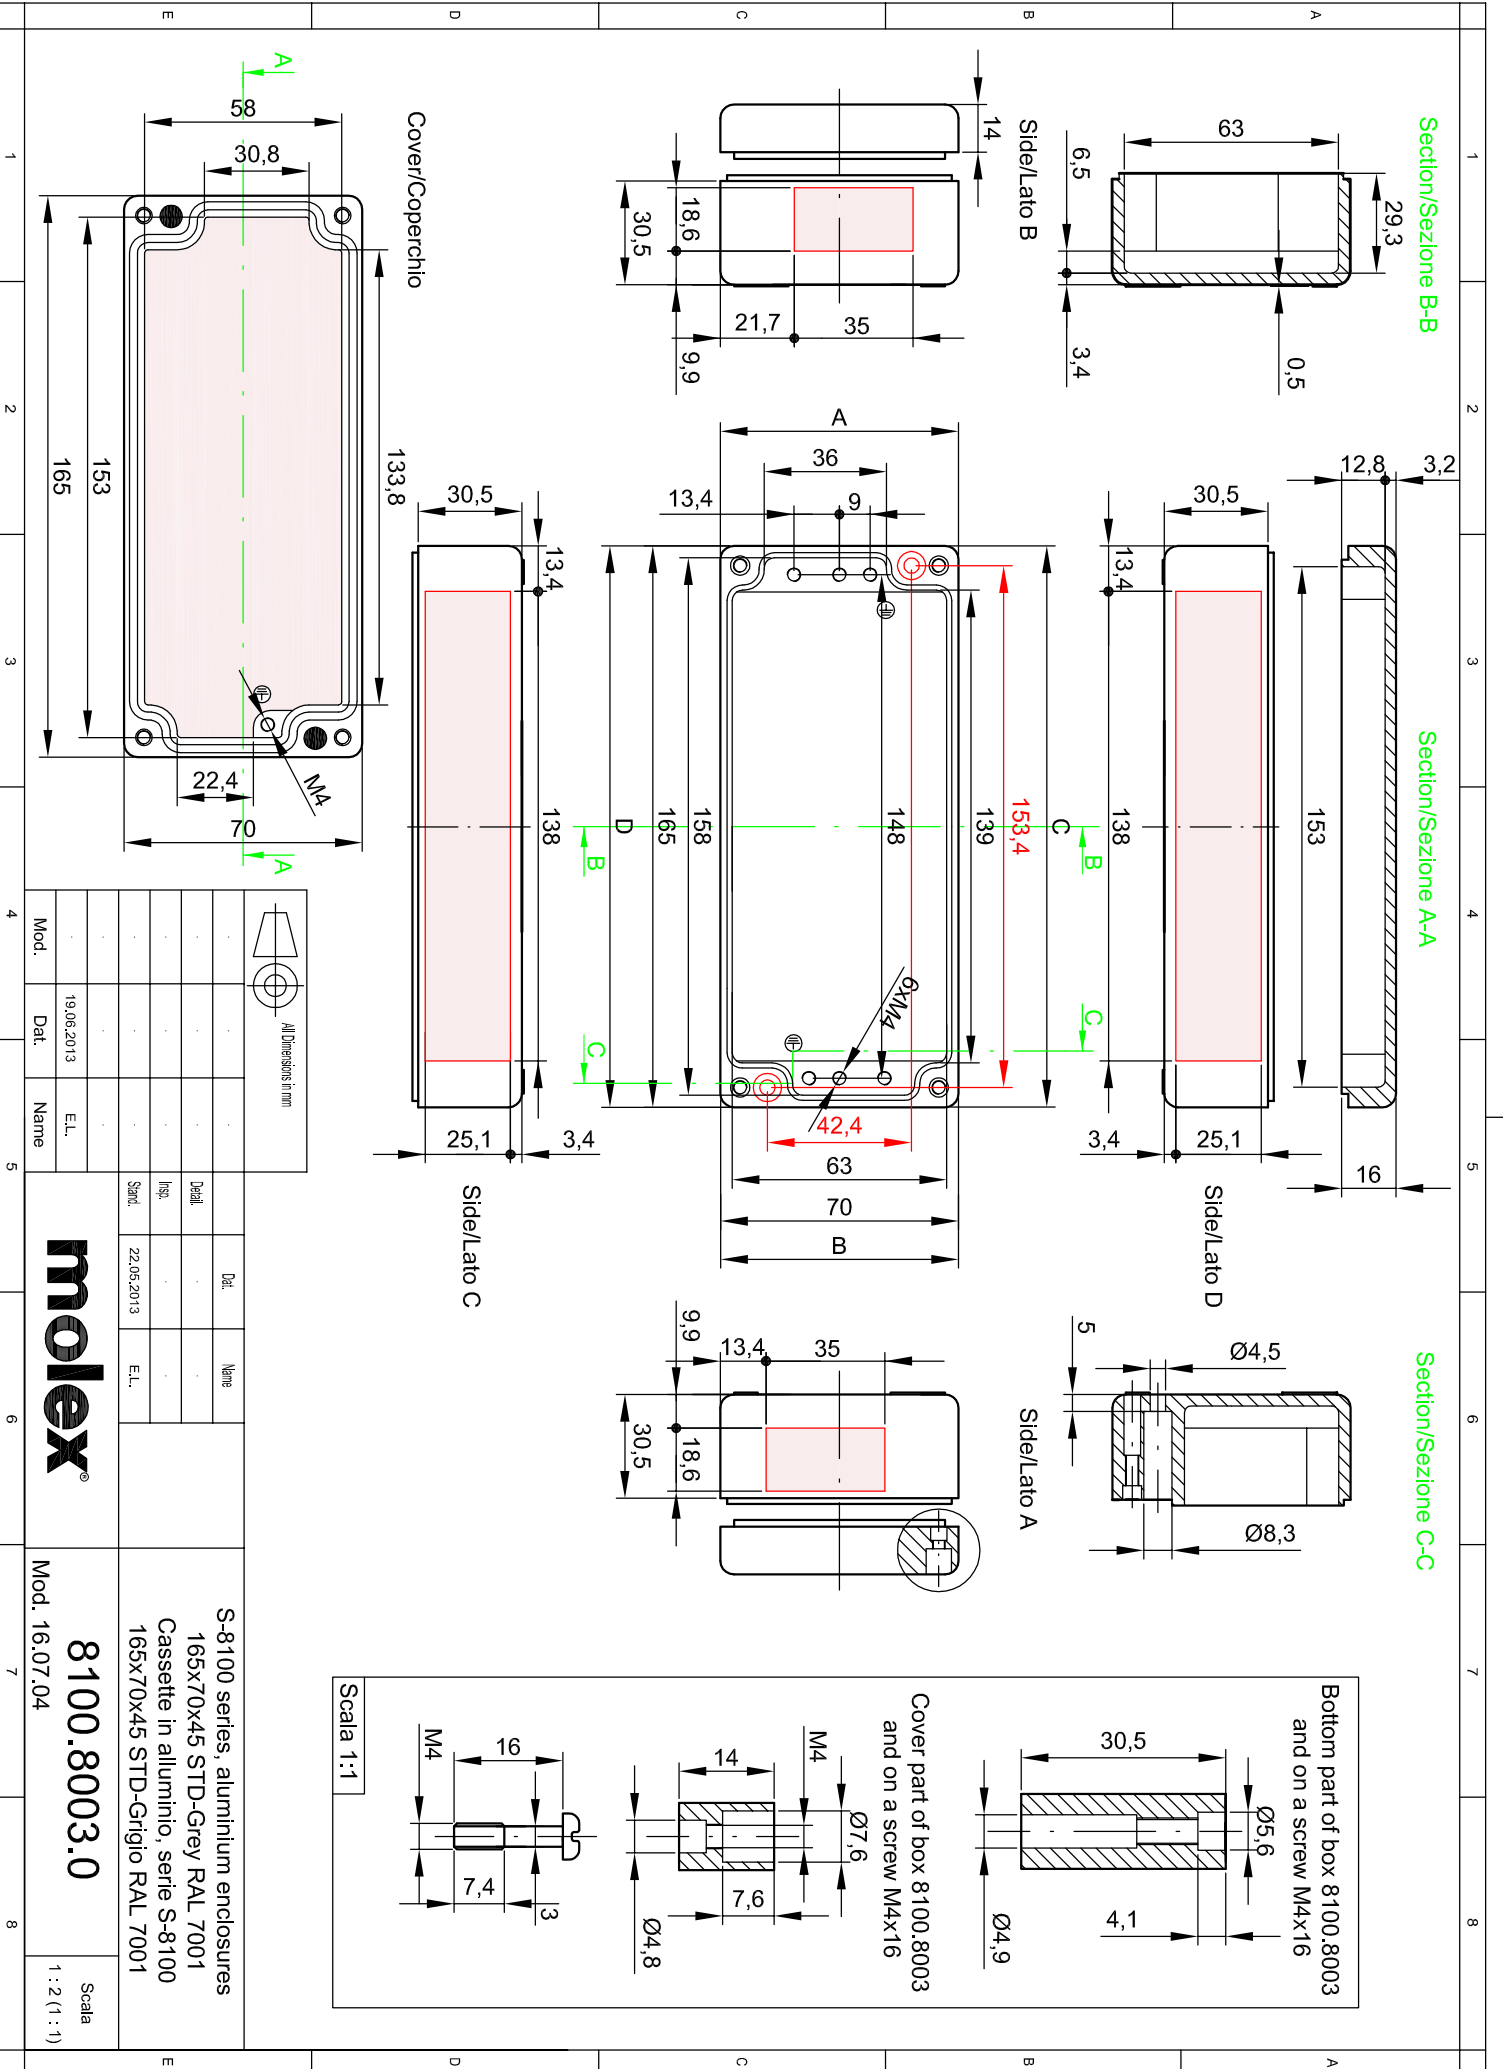 1
2
3
4
5
6
7
8
A
B
C
D
E
Section/Sezione B-B
63
29,3
6,5
3,4
0,5
Section/Sezione A-A
3,2
12,8
153
16
Section/Sezione C-C
5
Ø4,5
Ø8,3
Side/Lato D
30,5
13,4
138
3,4
25,1
Side/Lato B
14
18,6
30,5
21,7
35
9,9
A
36
13,4
9
C
153,4
139
148
158
165
D
6xM4
42,4
63
70
B
B
B
C
C
Side/Lato A
9,9
13,4
35
18,6
30,5
Side/Lato C
30,5
13,4
138
25,1
3,4
Cover/Coperchio
A
A
58
30,8
133,8
153
165
22,4
70
M4
Bottom part of box 8100.8003
and on a screw M4x16
30,5
Ø5,6
4,1
Ø4,9
Cover part of box 8100.8003
and on a screw M4x16
M4
14
Ø7,6
7,6
Ø4,8
16
M4
7,4
3
Scala 1:1
All Dimensions in mm
19.06.2013 E.L.
Mod. Dat. Name
Dat. Name
Detail.
Insp.
Stand. 22.05.2013 E.L.
molex®
S-8100 series, aluminium enclosures
165x70x45 STD-Grey RAL 7001
Cassette in alluminio, serie S-8100
165x70x45 STD-Grigio RAL 7001
8100.8003.0
Mod. 16.07.04
Scala
1 : 2 (1 : 1)
A
B
C
D
E